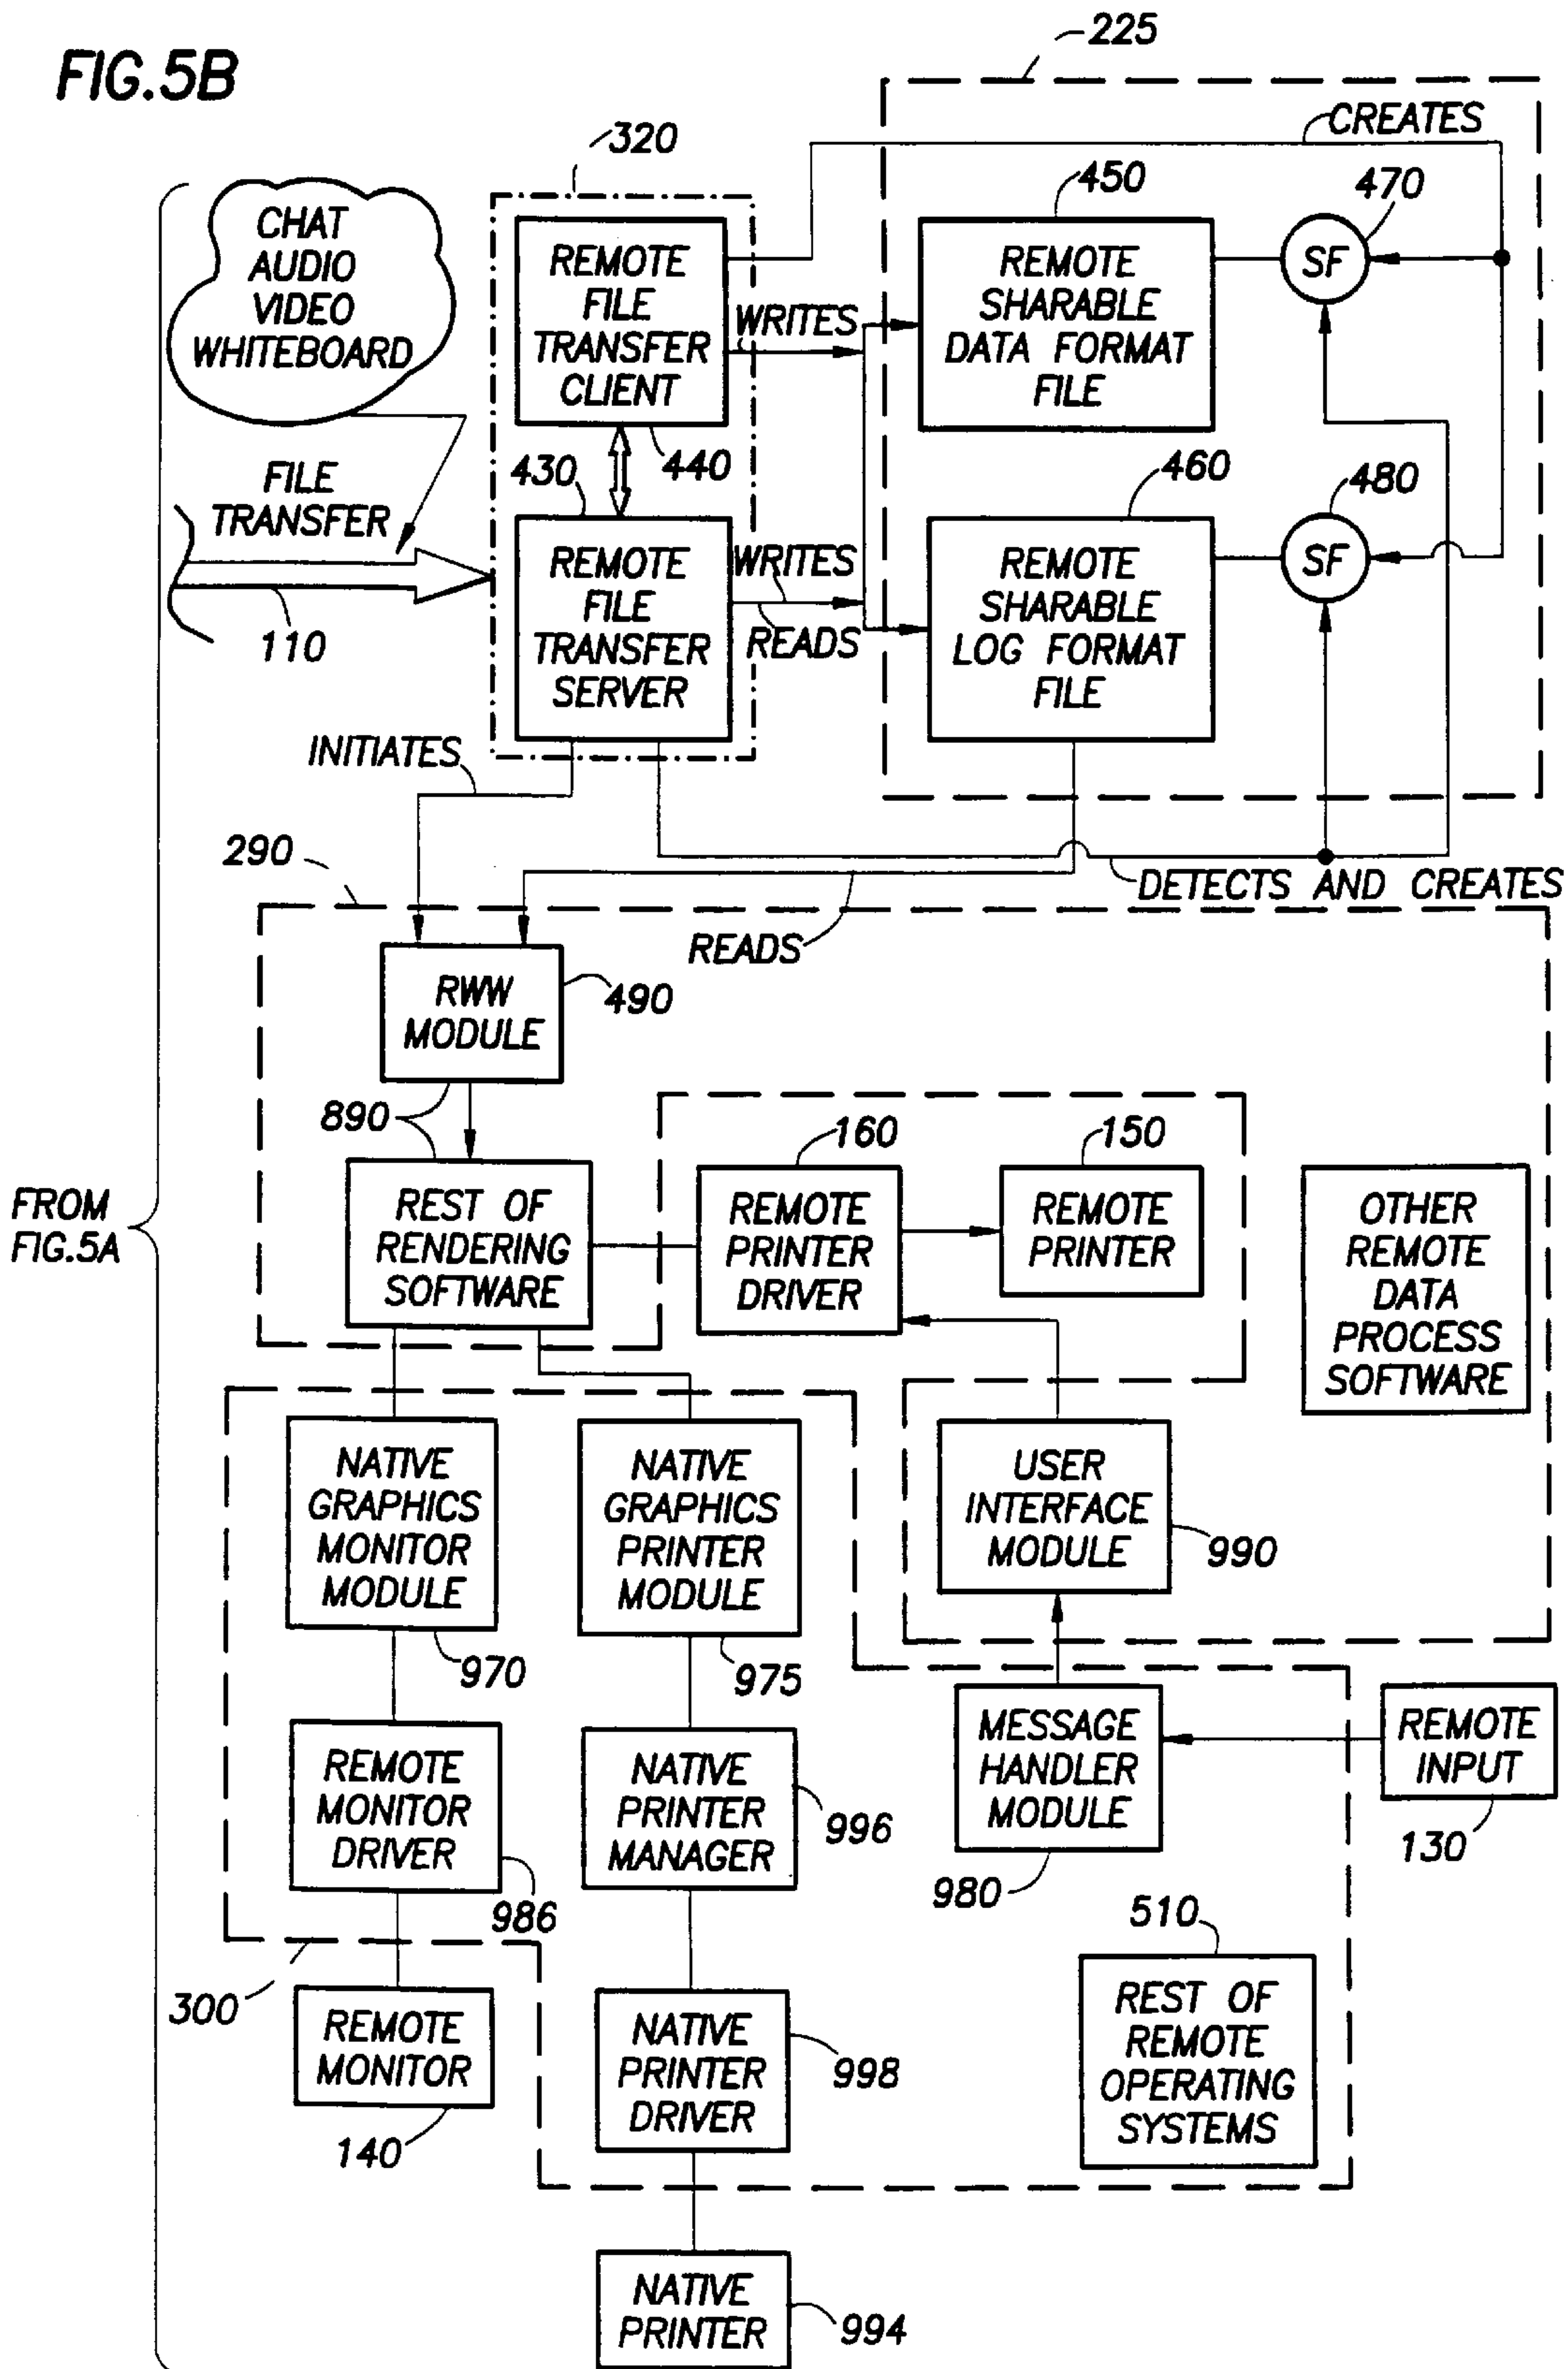 FIG.5B
225
CREATES
320
450
470
CHAT
AUDIO
VIDEO
WHITEBOARD
REMOTE
FILE
TRANSFER
CLIENT
WRITES
REMOTE
SHARABLE
DATA FORMAT
FILE
SF
430
440
460
480
FILE
TRANSFER
110
REMOTE
FILE
TRANSFER
SERVER
WRITES
READS
REMOTE
SHARABLE
LOG FORMAT
FILE
SF
INITIATES
290
DETECTS AND CREATES
READS
RWW
MODULE
490
890
160
150
FROM
FIG.5A
REST OF
RENDERING
SOFTWARE
REMOTE
PRINTER
DRIVER
REMOTE
PRINTER
OTHER
REMOTE
DATA
PROCESS
SOFTWARE
NATIVE
GRAPHICS
MONITOR
MODULE
970
NATIVE
GRAPHICS
PRINTER
MODULE
975
USER
INTERFACE
MODULE
990
REMOTE
MONITOR
DRIVER
986
NATIVE
PRINTER
MANAGER
996
MESSAGE
HANDLER
MODULE
980
REMOTE
INPUT
130
510
300
REMOTE
MONITOR
140
NATIVE
PRINTER
DRIVER
998
REST OF
REMOTE
OPERATING
SYSTEMS
NATIVE
PRINTER
994